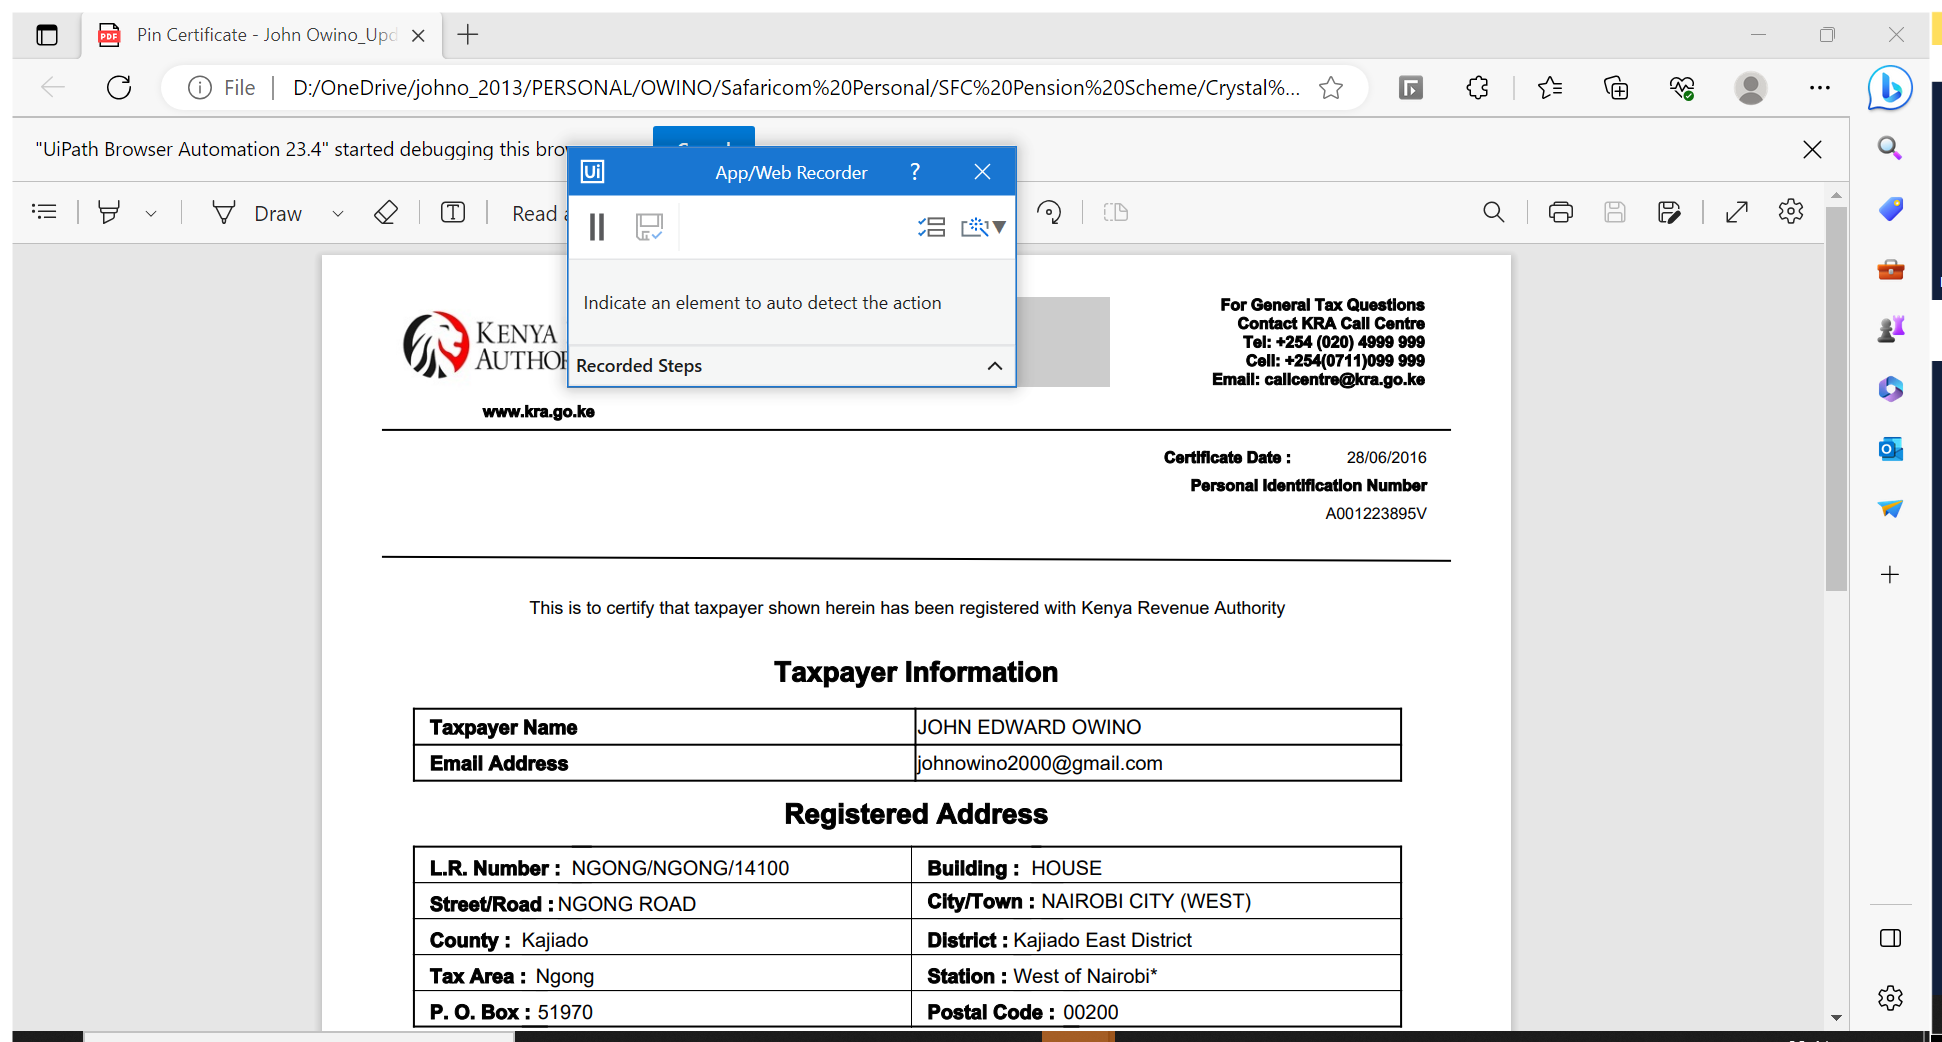 Pin Certificate - John Owino_Upd
File
D:/OneDrive/johno_2013/PERSONAL/OWINO/Safaricom%20Personal/SFC%20Pension%20Scheme/Crystal%...
"UiPath Browser Automation 23.4" started debugging this
Ui App/Web Recorder ?
Draw
Read
Indicate an element to auto detect the action
Recorded Steps
KENYA
www.kra.go.ke
For General Tax Questions
Contact KRA Call Centre
Tel: +254 (020) 4999 999
Cell: +254(0711)099 999
Email: callcentre@kra.go.ke
Certificate Date : 28/06/2016
Personal Identification Number
A001223895V
This is to certify that taxpayer shown herein has been registered with Kenya Revenue Authority
Taxpayer Information
Taxpayer Name JOHN EDWARD OWINO
Email Address johnowino2000@gmail.com
Registered Address
L.R. Number : NGONG/NGONG/14100 Building : HOUSE
Street/Road : NGONG ROAD City/Town : NAIROBI CITY (WEST)
County : Kajiado District : Kajiado East District
Tax Area : Ngong Station : West of Nairobi*
P. O. Box : 51970 Postal Code : 00200